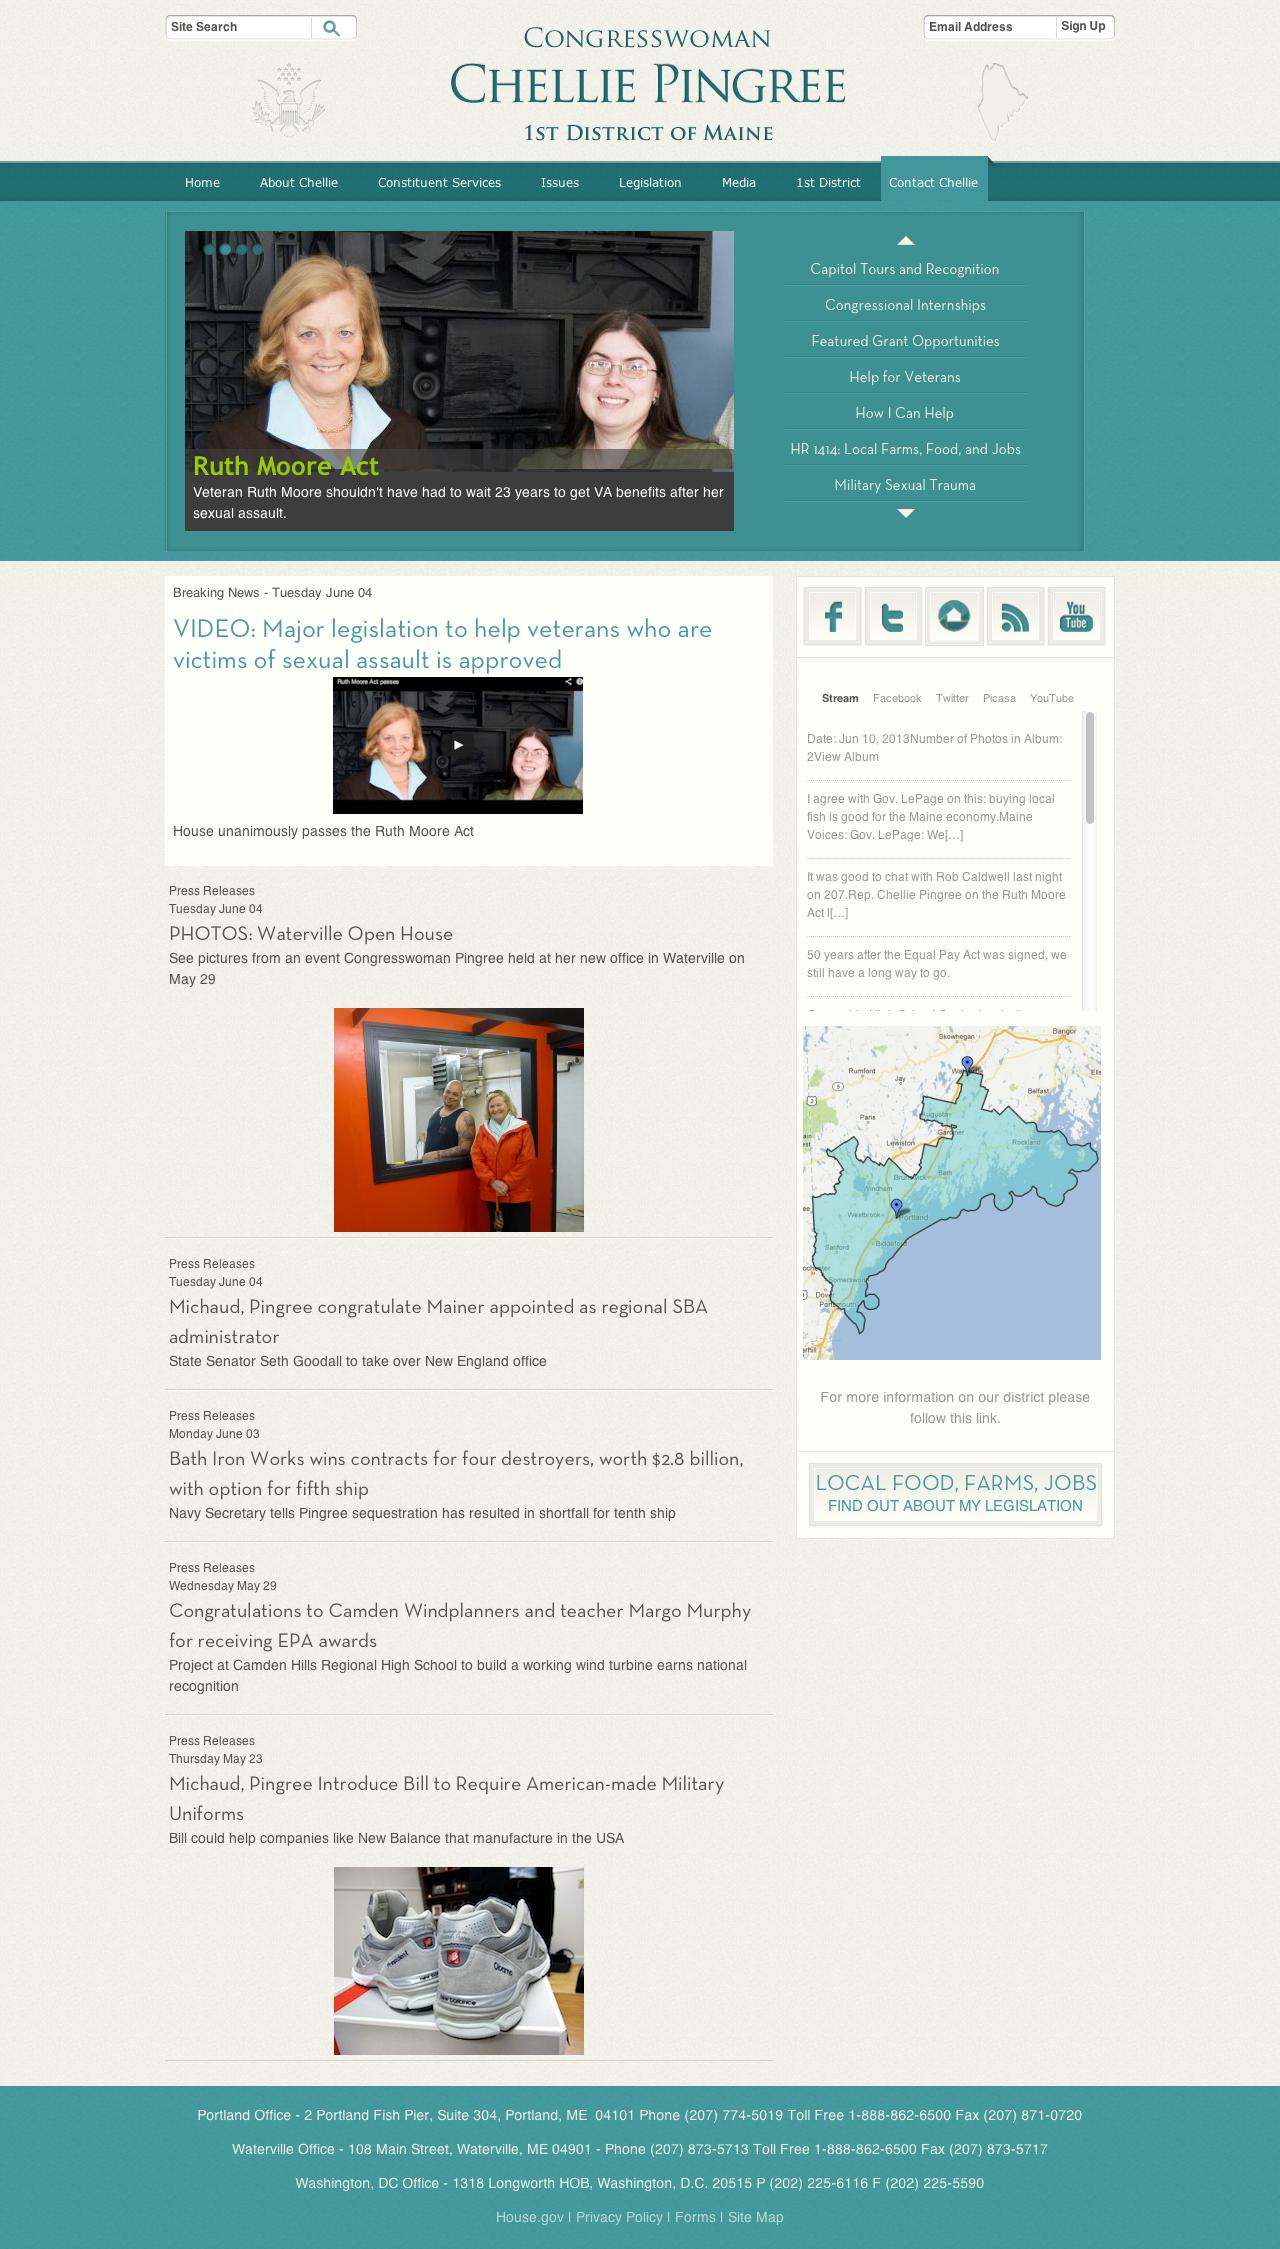 Site Search
Email Address
Sign Up
Congresswoman
Chellie Pingree
1st District of Maine
Home
About Chellie
Constituent Services
Issues
Legislation
Media
1st District
Contact Chellie
Ruth Moore Act
Veteran Ruth Moore shouldn't have had to wait 23 years to get VA benefits after her
sexual assault.
Capitol Tours and Recognition
Congressional Internships
Featured Grant Opportunities
Help for Veterans
How I Can Help
HR 1414: Local Farms, Food, and Jobs
Military Sexual Trauma
Breaking News - Tuesday June 04
VIDEO: Major legislation to help veterans who are
victims of sexual assault is approved
Ruth Moore Act passes
House unanimously passes the Ruth Moore Act
Press Releases
Tuesday June 04
PHOTOS: Waterville Open House
See pictures from an event Congresswoman Pingree held at her new office in Waterville on
May 29
Press Releases
Tuesday June 04
Michaud, Pingree congratulate Mainer appointed as regional SBA
administrator
State Senator Seth Goodall to take over New England office
Press Releases
Monday June 03
Bath Iron Works wins contracts for four destroyers, worth $2.8 billion,
with option for fifth ship
Navy Secretary tells Pingree sequestration has resulted in shortfall for tenth ship
Press Releases
Wednesday May 29
Congratulations to Camden Windplanners and teacher Margo Murphy
for receiving EPA awards
Project at Camden Hills Regional High School to build a working wind turbine earns national
recognition
Press Releases
Thursday May 23
Michaud, Pingree Introduce Bill to Require American-made Military
Uniforms
Bill could help companies like New Balance that manufacture in the USA
President
Obama
new balance
You
Tube
Stream
Facebook
Twitter
Picasa
YouTube
Date: Jun 10, 2013Number of Photos in Album:
2View Album
I agree with Gov. LePage on this: buying local
fish is good for the Maine economy.Maine
Voices: Gov. LePage: We[...]
It was good to chat with Rob Caldwell last night
on 207.Rep. Chellie Pingree on the Ruth Moore
Act I[...]
50 years after the Equal Pay Act was signed, we
still have a long way to go.
Skowhegan
Bangor
Rumford
Jay
Belfast
Paris
Augusta
Gardiner
Lewiston
Rockland
Brunswick
Bath
Windham
Westbrook
Portland
Sanford
Biddeford
Somersworth
Dover
Portsmouth
For more information on our district please
follow this link.
LOCAL FOOD, FARMS, JOBS
FIND OUT ABOUT MY LEGISLATION
Portland Office - 2 Portland Fish Pier, Suite 304, Portland, ME  04101 Phone (207) 774-5019 Toll Free 1-888-862-6500 Fax (207) 871-0720
Waterville Office - 108 Main Street, Waterville, ME 04901 - Phone (207) 873-5713 Toll Free 1-888-862-6500 Fax (207) 873-5717
Washington, DC Office - 1318 Longworth HOB, Washington, D.C. 20515 P (202) 225-6116 F (202) 225-5590
House.gov | Privacy Policy | Forms | Site Map